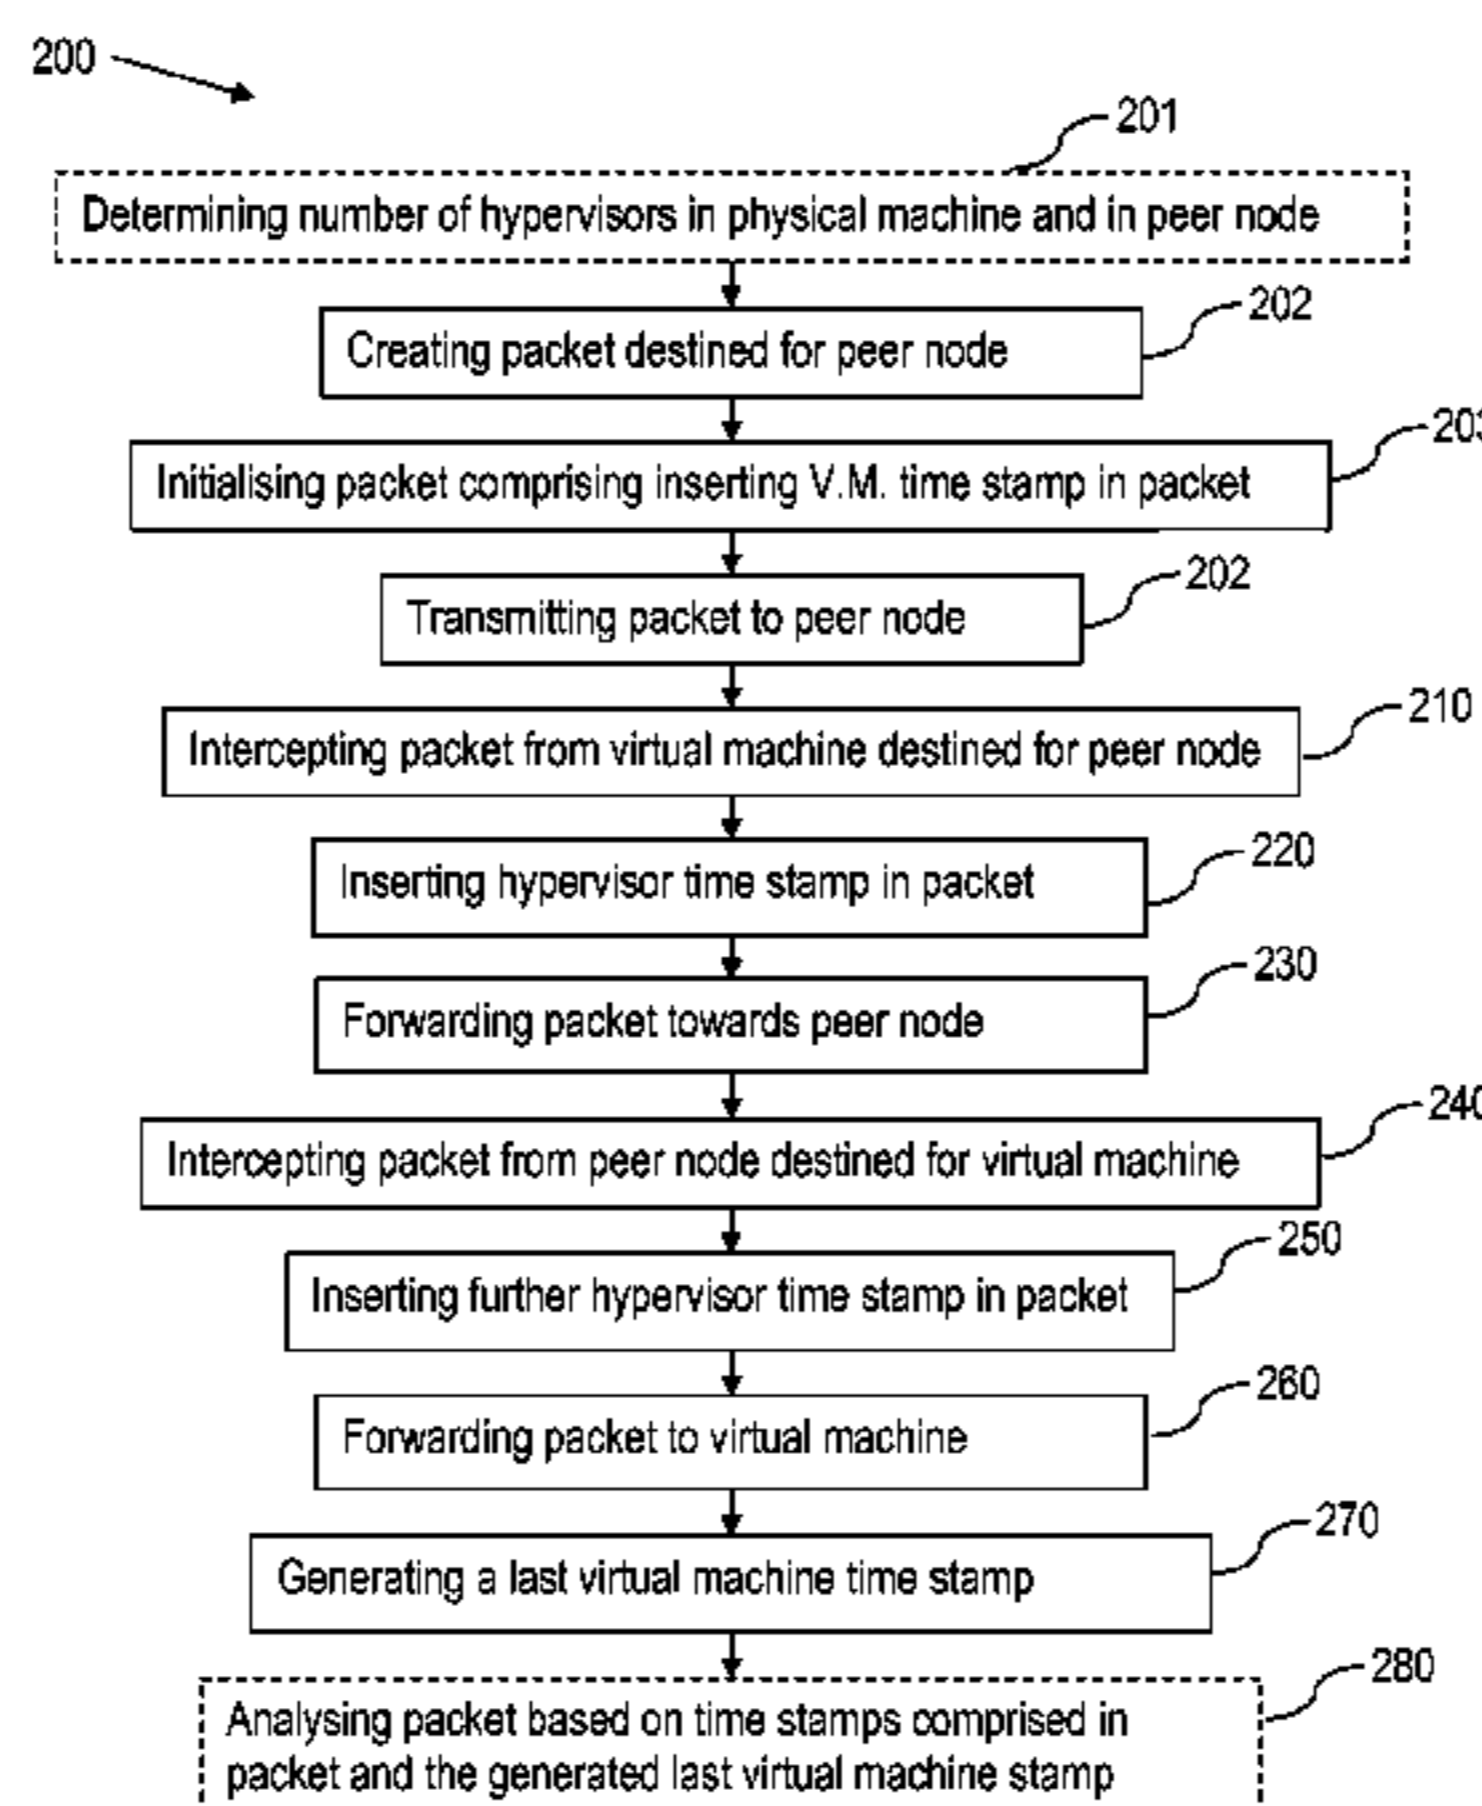 200
201
Determining number of hypervisors in physical machine and in peer node
202
Creating packet destined for peer node
203
Initialising packet comprising inserting V.M. time stamp in packet
202
Transmitting packet to peer node
210
Intercepting packet from virtual machine destined for peer node
220
Inserting hypervisor time stamp in packet
230
Forwarding packet towards peer node
240
Intercepting packet from peer node destined for virtual machine
250
Inserting further hypervisor time stamp in packet
260
Forwarding packet to virtual machine
270
Generating a last virtual machine time stamp
280
Analysing packet based on time stamps comprised in
packet and the generated last virtual machine stamp